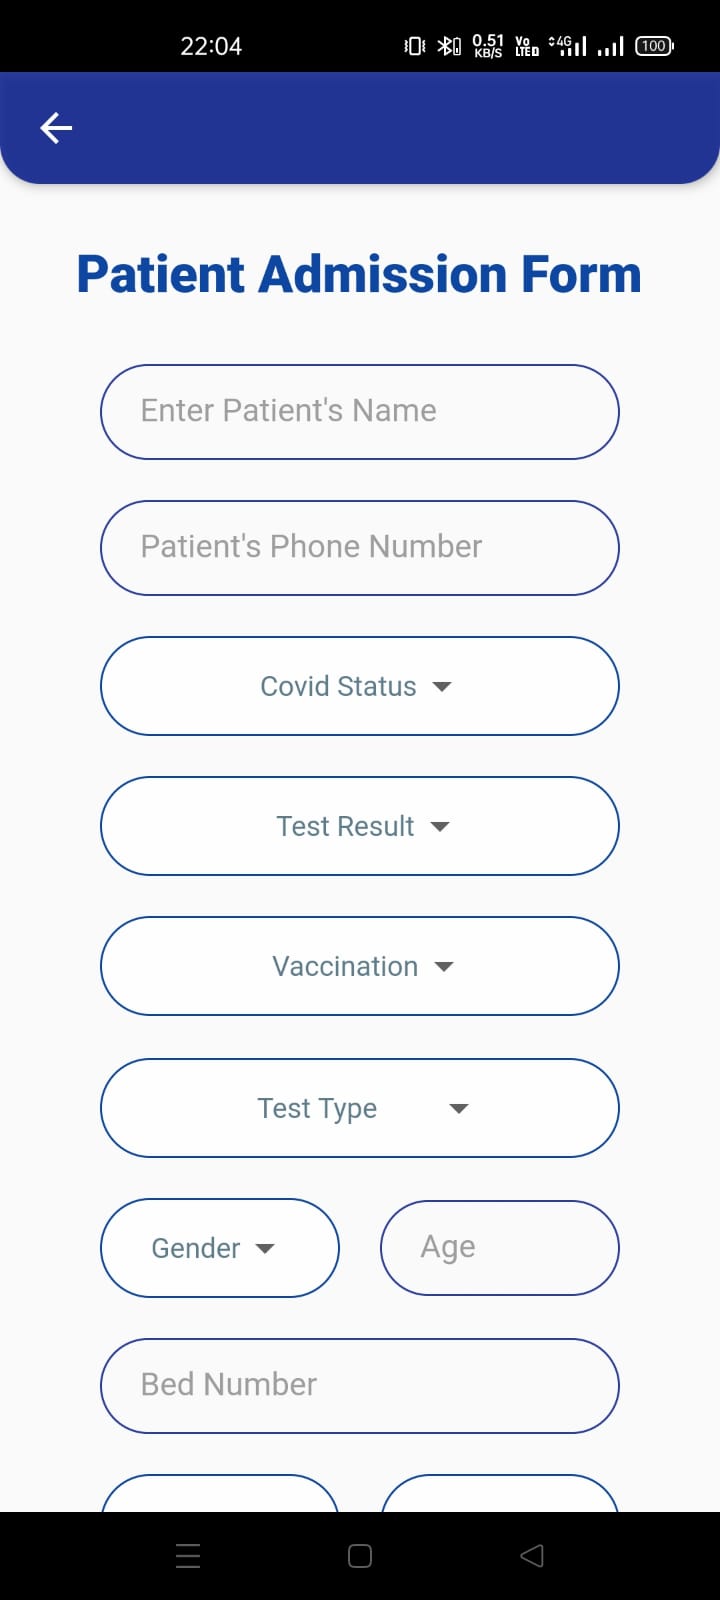 22:04 0.51 KB/S Vo LTE 4G 100
Patient Admission Form
Enter Patient's Name
Patient's Phone Number
Covid Status
Test Result
Vaccination
Test Type
Gender Age
Bed Number